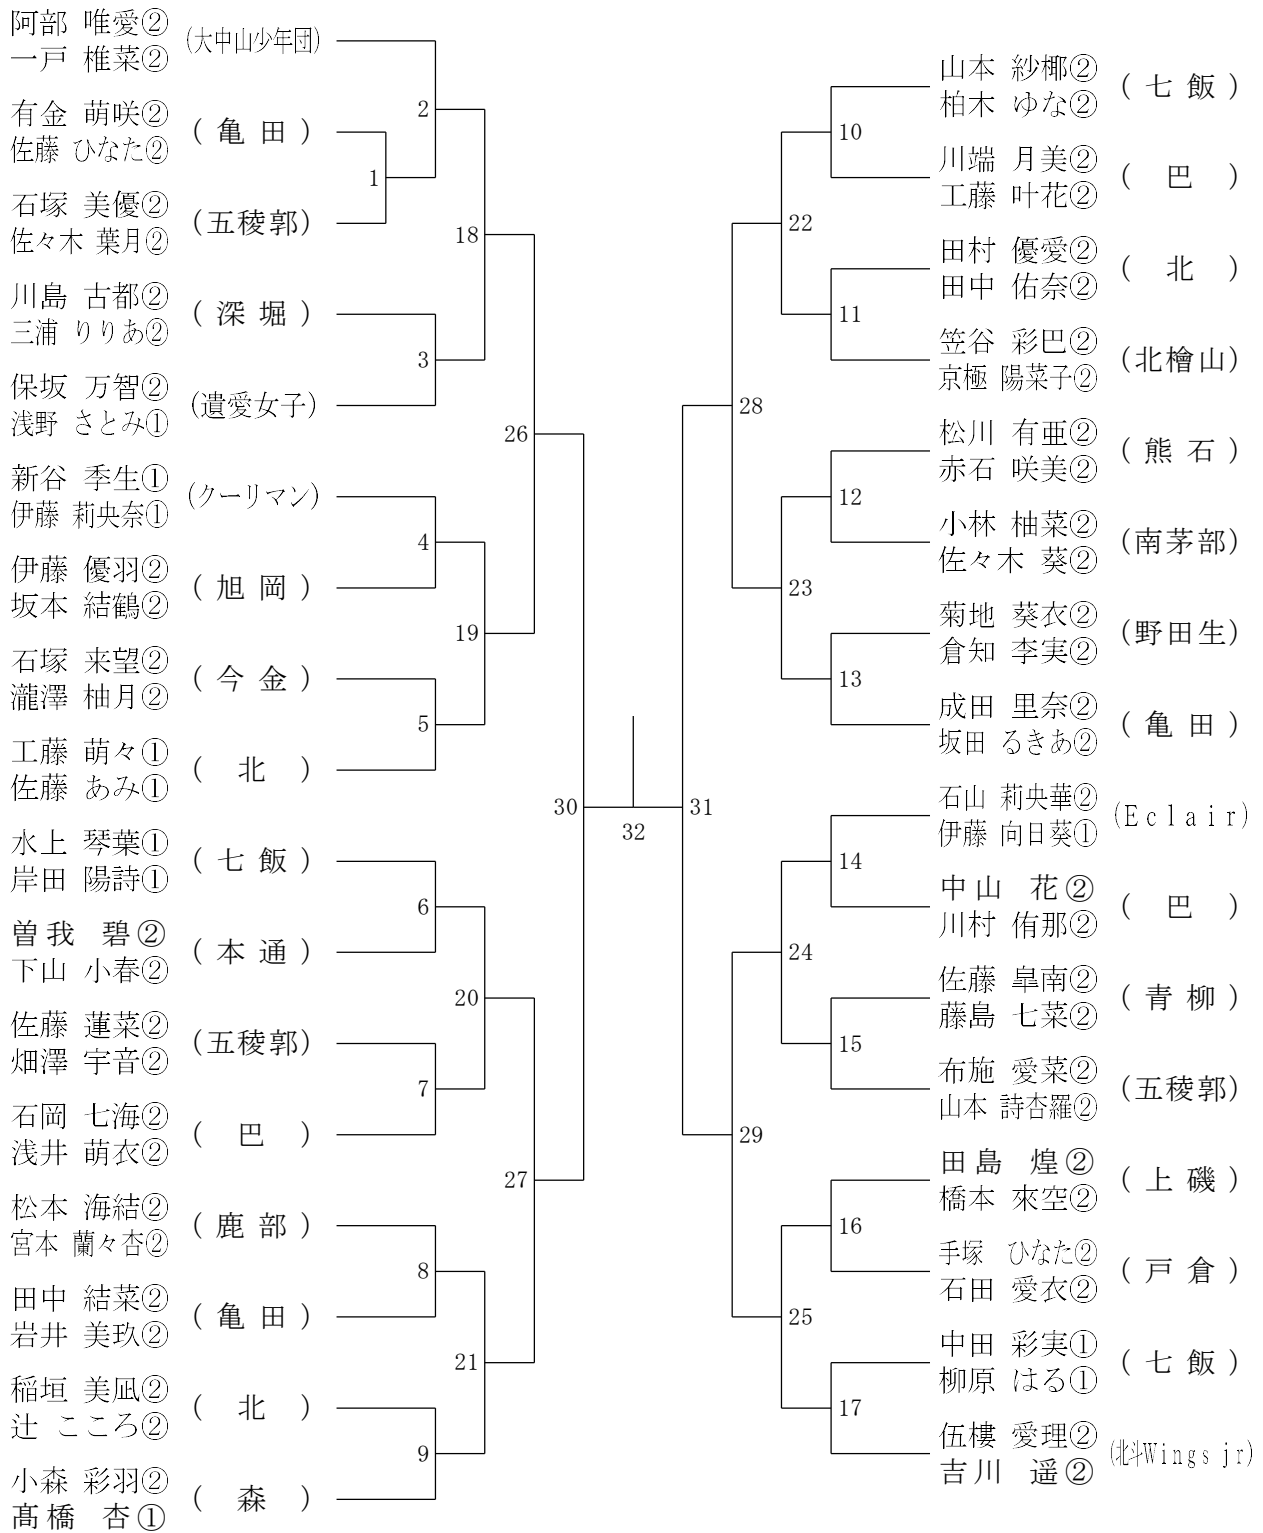 阿部 唯愛②
一戸 椎菜②
(大中山少年団)
有金 萌咲②
佐藤 ひなた②
(亀田)
石塚 美優②
佐々木 葉月②
(五稜郭)
川島 古都②
三浦 りりあ②
(深堀)
保坂 万智②
浅野 さとみ①
(遺愛女子)
新谷 季生①
伊藤 莉央奈①
(クーリマン)
伊藤 優羽②
坂本 結鶴②
(旭岡)
石塚 来望②
瀧澤 柚月②
(今金)
工藤 萌々①
佐藤 あみ①
(北)
水上 琴葉①
岸田 陽詩①
(七飯)
曽我 碧②
下山 小春②
(本通)
佐藤 蓮菜②
畑澤 宇音②
(五稜郭)
石岡 七海②
浅井 萌衣②
(巴)
松本 海結②
宮本 蘭々杏②
(鹿部)
田中 結菜②
岩井 美玖②
(亀田)
稲垣 美凪②
辻 こころ②
(北)
小森 彩羽②
髙橋 杏①
(森)
1
2
3
4
5
6
7
8
9
18
19
20
21
26
27
30
32
31
28
29
22
23
24
25
10
11
12
13
14
15
16
17
山本 紗椰②
柏木 ゆな②
(七飯)
川端 月美②
工藤 叶花②
(巴)
田村 優愛②
田中 佑奈②
(北)
笠谷 彩巴②
京極 陽菜子②
(北檜山)
松川 有亜②
赤石 咲美②
(熊石)
小林 柚菜②
佐々木 葵②
(南茅部)
菊地 葵衣②
倉知 李実②
(野田生)
成田 里奈②
坂田 るきあ②
(亀田)
石山 莉央華②
伊藤 向日葵①
(Eclair)
中山 花②
川村 侑那②
(巴)
佐藤 皐南②
藤島 七菜②
(青柳)
布施 愛菜②
山本 詩杏羅②
(五稜郭)
田島 煌②
橋本 來空②
(上磯)
手塚 ひなた②
石田 愛衣②
(戸倉)
中田 彩実①
柳原 はる①
(七飯)
伍樓 愛理②
吉川 遥②
(北斗Wings jr)